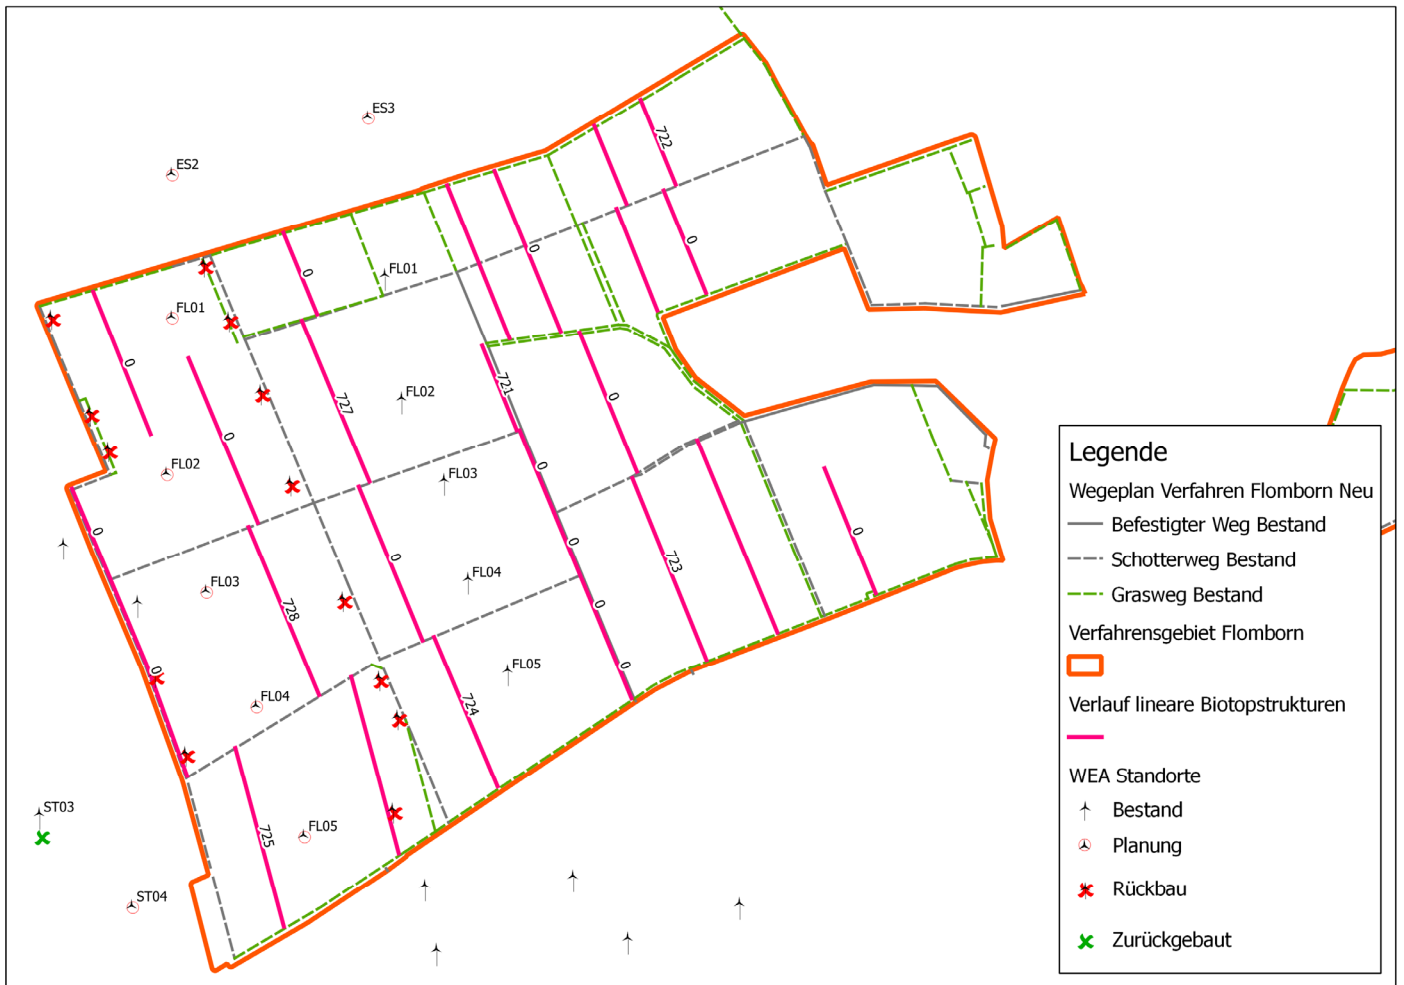 ES3
722
ES2
0
0
0
FL01
FL01
0
721
FL02
727
0
0
FL02
FL03
0
0
0
0
0
FL03
FL04
723
0
728
0
FL05
0
FL04
724
ST03
725
FL05
ST04
Legende
Wegeplan Verfahren Flomborn Neu
Befestigter Weg Bestand
Schotterweg Bestand
Grasweg Bestand
Verfahrensgebiet Flomborn
Verlauf lineare Biotopstrukturen
WEA Standorte
Bestand
Planung
Rückbau
Zurückgebaut